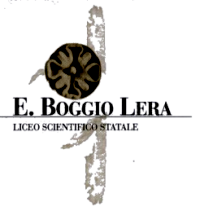 E. BOGGIO LERA
LICEO SCIENTIFICO STATALE